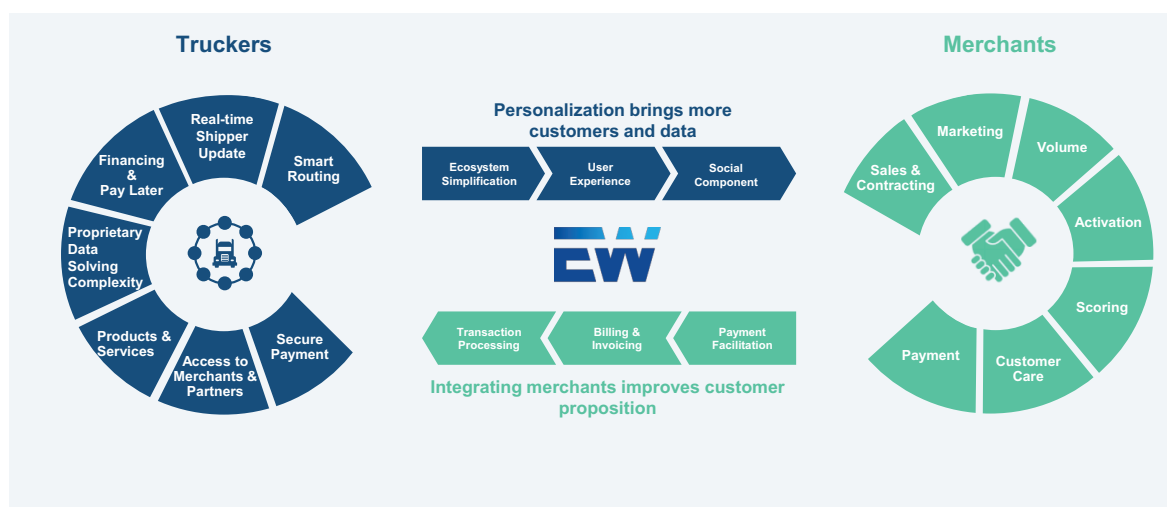 Truckers
Real-time
Shipper
Update
Smart
Routing
Financing
&
Pay Later
Proprietary
Data
Solving
Complexity
Products &
Services
Access to
Merchants &
Partners
Secure
Payment
Personalization brings more
customers and data
Ecosystem
Simplification
User
Experience
Social
Component
EW
Transaction
Processing
Billing &
Invoicing
Payment
Facilitation
Integrating merchants improves customer
proposition
Merchants
Sales &
Contracting
Marketing
Volume
Activation
Scoring
Customer
Care
Payment